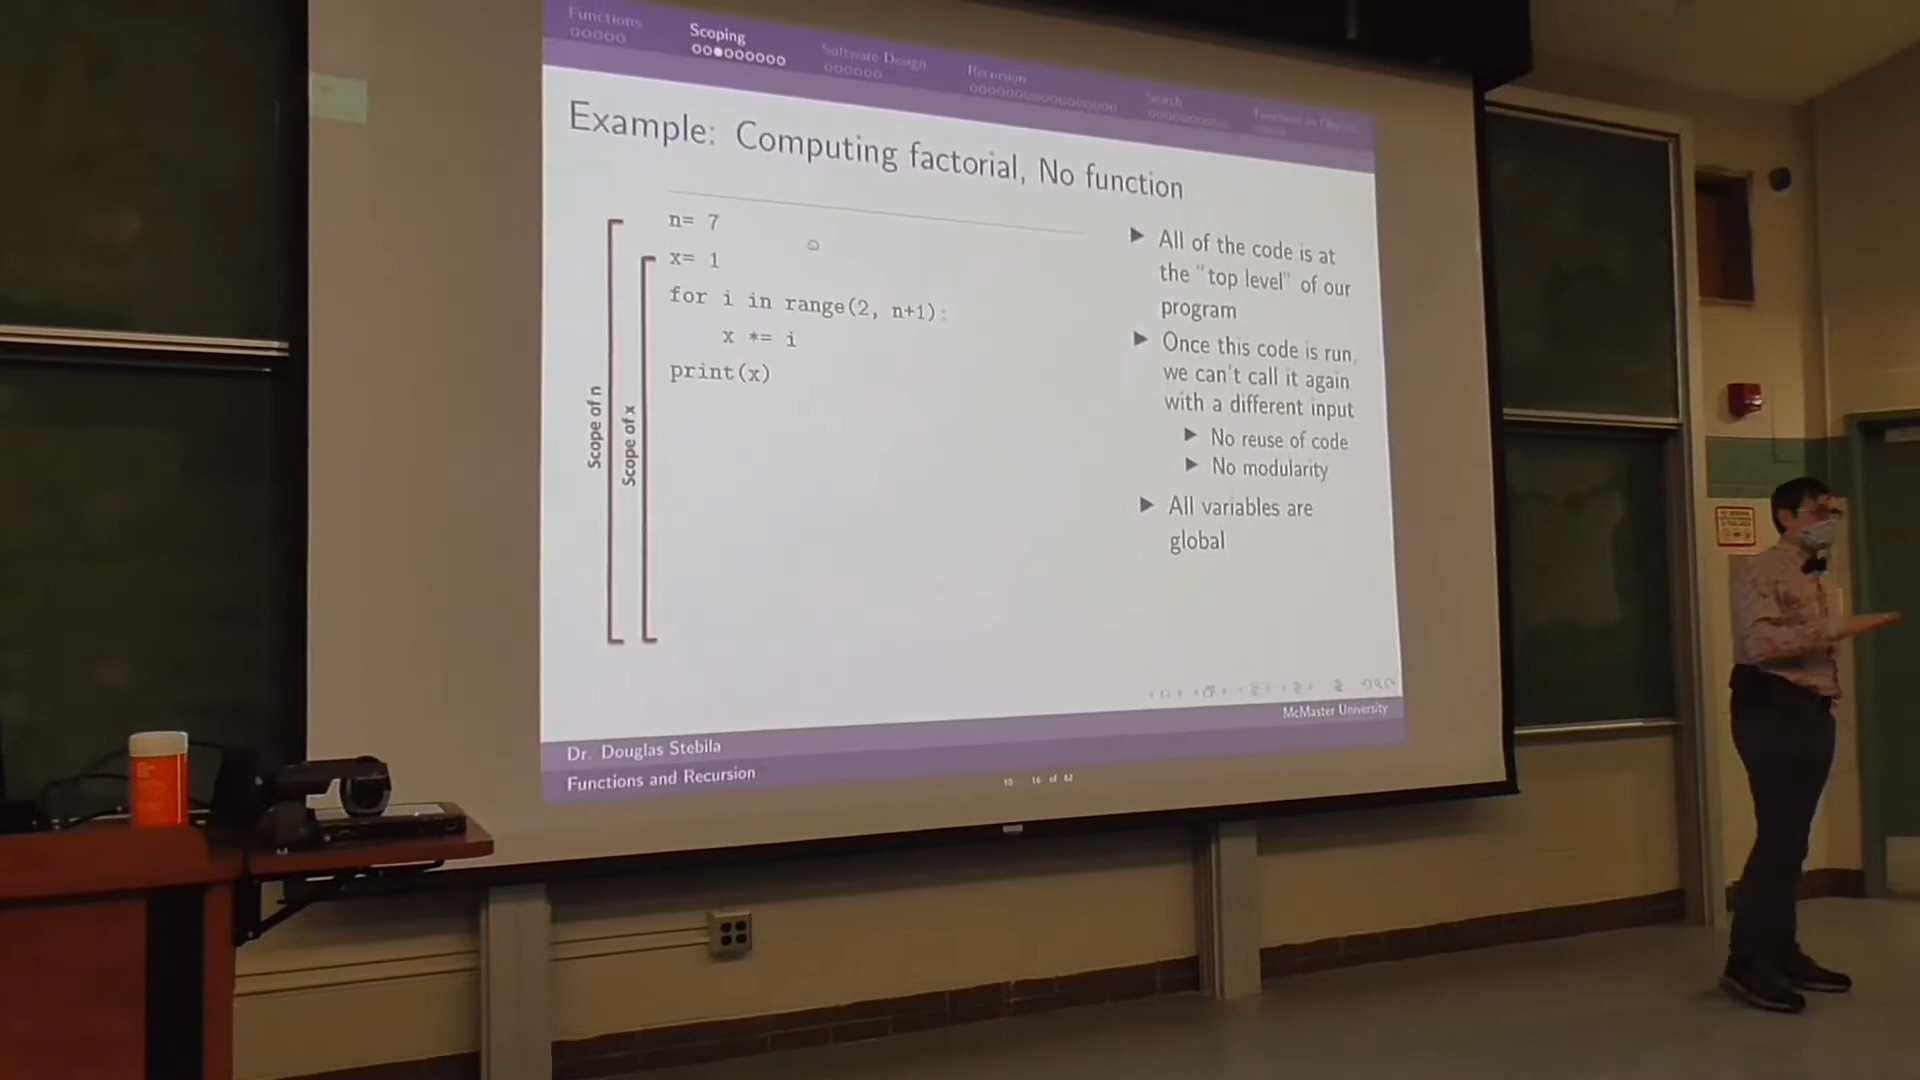 Functions
Scoping
Software Design
Recursion
Search
Example: Computing factorial, No function
n= 7
x= 1
for i in range(2, n+1):
x *= i
print(x)
Scope of n
Scope of x
▶ All of the code is at
the "top level" of our
program
▶ Once this code is run,
we can't call it again
with a different input
▶ No reuse of code
▶ No modularity
▶ All variables are
global
McMaster University
Dr. Douglas Stebila
Functions and Recursion